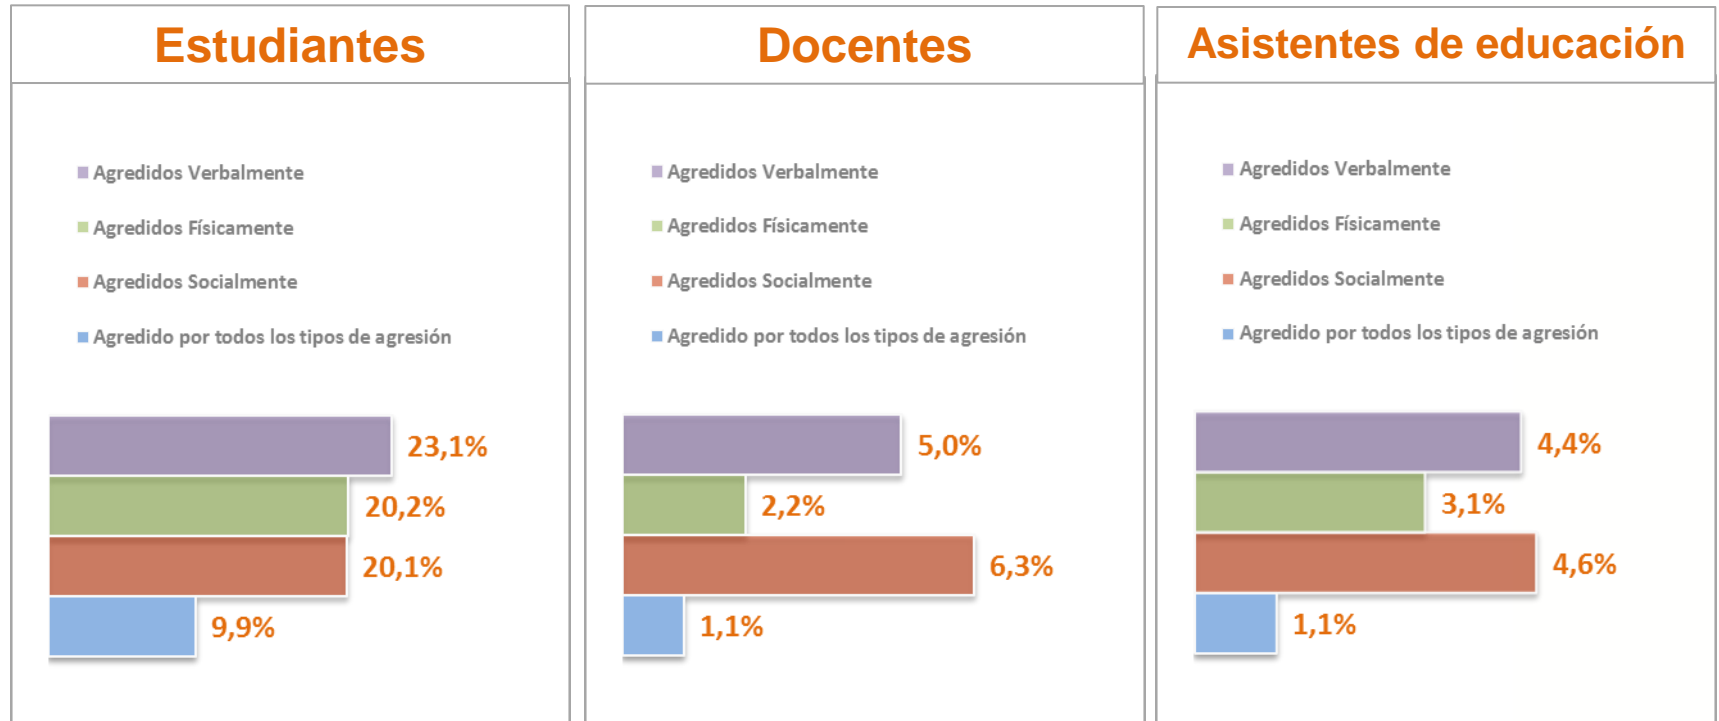 Estudiantes
Agredidos Verbalmente
Agredidos Físicamente
Agredidos Socialmente
Agredido por todos los tipos de agresión
23,1%
20,2%
20,1%
9,9%
Docentes
Agredidos Verbalmente
Agredidos Físicamente
Agredidos Socialmente
Agredido por todos los tipos de agresión
5,0%
2,2%
6,3%
1,1%
Asistentes de educación
Agredidos Verbalmente
Agredidos Físicamente
Agredidos Socialmente
Agredido por todos los tipos de agresión
4,4%
3,1%
4,6%
1,1%